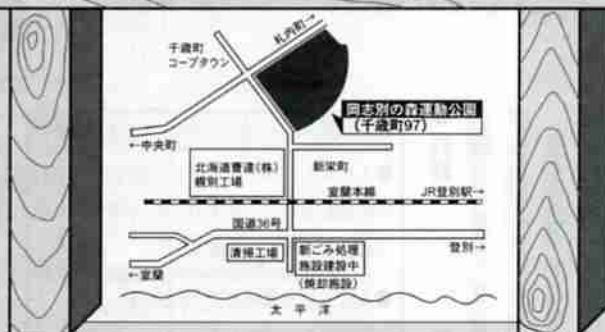 札内町→
千歳町
コープタウン
岡志別の森運動公園
(千歳町97)
←中央町
北海道曹達(株)
幌別工場
新栄町
室蘭本線
JR登別駅→
国道36号
清掃工場
新ごみ処理
施設建設中
(焼却施設)
登別→
←室蘭
太平洋